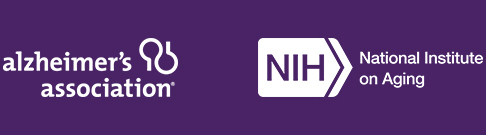 alzheimer's
association®
NIH
National Institute
on Aging